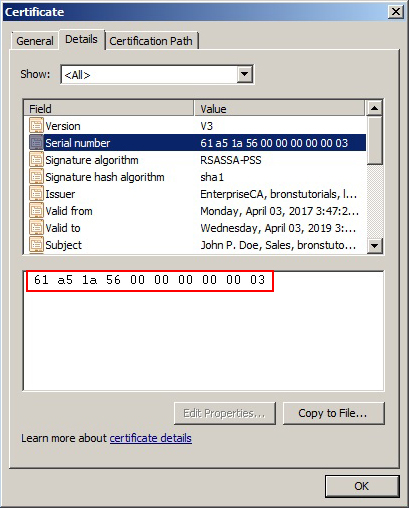 Certificate
General Details Certification Path
Show: <All>
Field Value
Version V3
Serial number 61 a5 1a 56 00 00 00 00 00 03
Signature algorithm RSASSA-PSS
Signature hash algorithm sha1
Issuer EnterpriseCA, bronstutorials, l...
Valid from Monday, April 03, 2017 3:47:2...
Valid to Wednesday, April 03, 2019 3:...
Subject John P. Doe, Sales, bronstuto...
61 a5 1a 56 00 00 00 00 00 03
Edit Properties... Copy to File...
Learn more about certificate details
OK